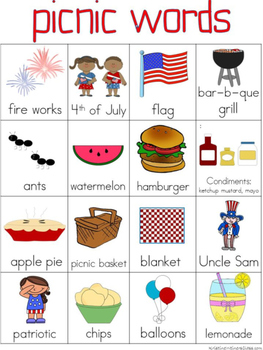 picnic words
fire works
4th of July
flag
bar-b-que
grill
ants
watermelon
hamburger
Condiments:
ketchup mustard, mayo
apple pie
picnic basket
blanket
Uncle Sam
patriotic
chips
balloons
lemonade